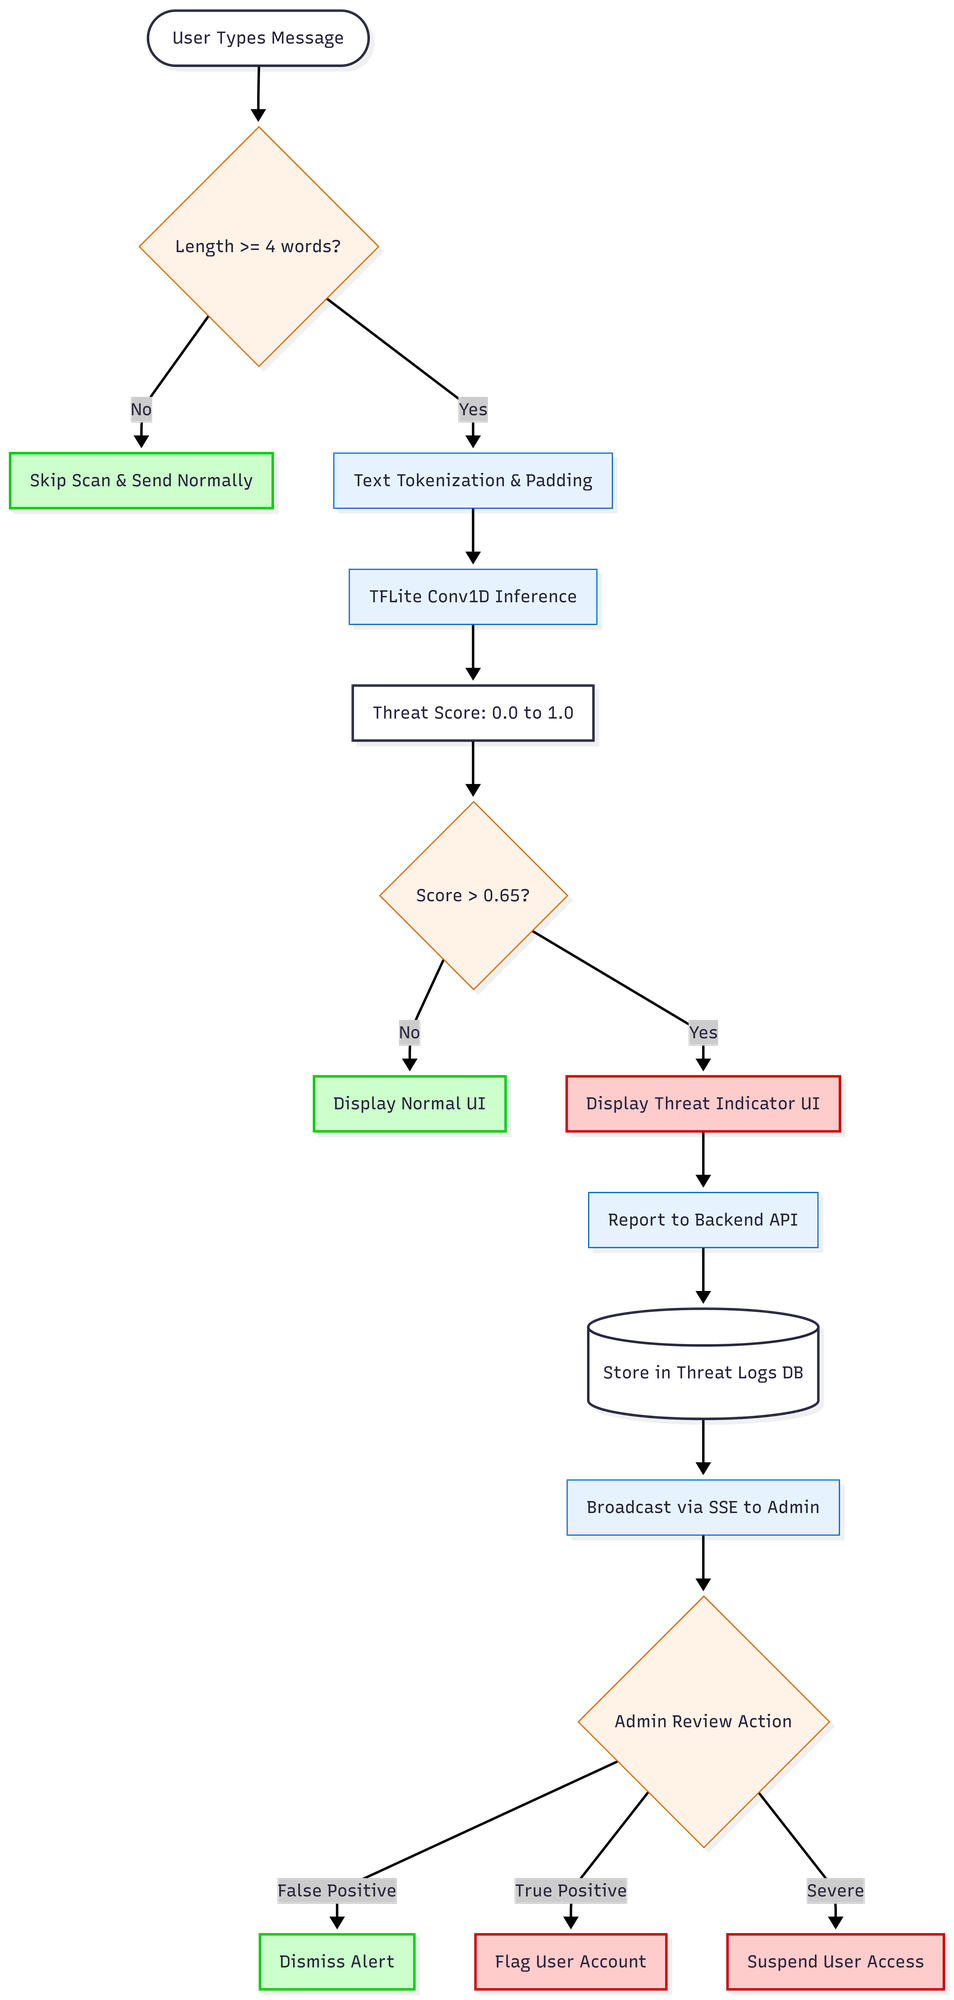 User Types Message
Length >= 4 words?
No
Yes
Skip Scan & Send Normally
Text Tokenization & Padding
TFLite Conv1D Inference
Threat Score: 0.0 to 1.0
Score > 0.65?
No
Yes
Display Normal UI
Display Threat Indicator UI
Report to Backend API
Store in Threat Logs DB
Broadcast via SSE to Admin
Admin Review Action
False Positive
True Positive
Severe
Dismiss Alert
Flag User Account
Suspend User Access